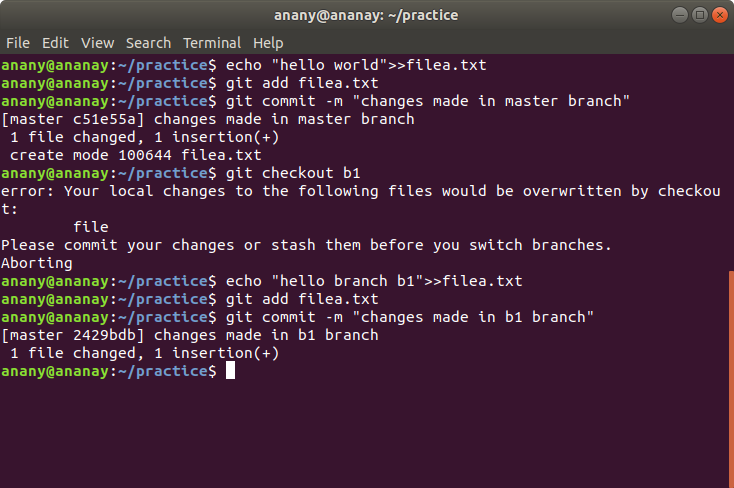 anany@ananay: ~/practice
File Edit View Search Terminal Help
anany@ananay:~/practice$ echo "hello world">>filea.txt
anany@ananay:~/practice$ git add filea.txt
anany@ananay:~/practice$ git commit -m "changes made in master branch"
[master c51e55a] changes made in master branch
 1 file changed, 1 insertion(+)
 create mode 100644 filea.txt
anany@ananay:~/practice$ git checkout b1
error: Your local changes to the following files would be overwritten by checkou
t:
        file
Please commit your changes or stash them before you switch branches.
Aborting
anany@ananay:~/practice$ echo "hello branch b1">>filea.txt
anany@ananay:~/practice$ git add filea.txt
anany@ananay:~/practice$ git commit -m "changes made in b1 branch"
[master 2429bdb] changes made in b1 branch
 1 file changed, 1 insertion(+)
anany@ananay:~/practice$